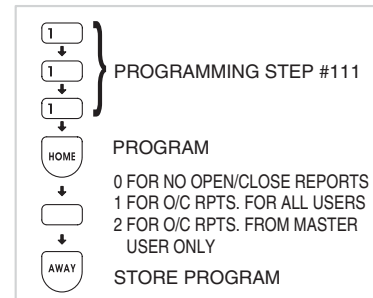 1
1
PROGRAMMING STEP #111
1
HOME
PROGRAM
0 FOR NO OPEN/CLOSE REPORTS
1 FOR O/C RPTS. FOR ALL USERS
2 FOR O/C RPTS. FROM MASTER
USER ONLY
AWAY
STORE PROGRAM